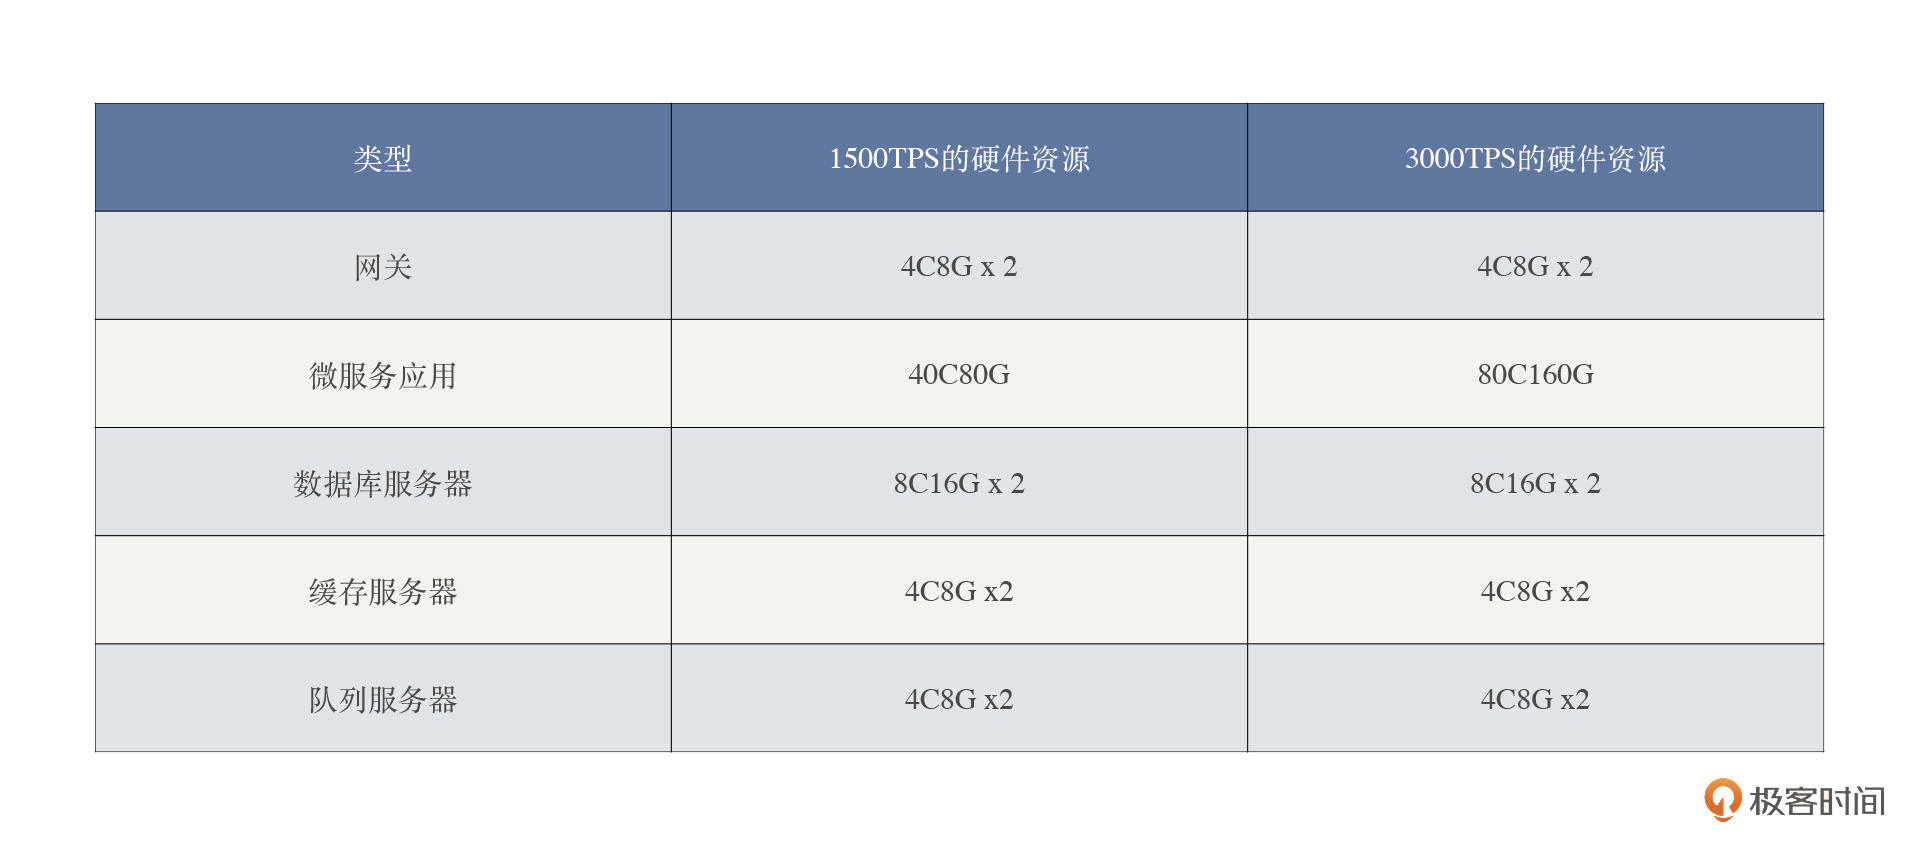 类型 1500TPS的硬件资源 3000TPS的硬件资源
网关 4C8G x 2 4C8G x 2
微服务应用 40C80G 80C160G
数据库服务器 8C16G x 2 8C16G x 2
缓存服务器 4C8G x2 4C8G x2
队列服务器 4C8G x2 4C8G x2
极客时间